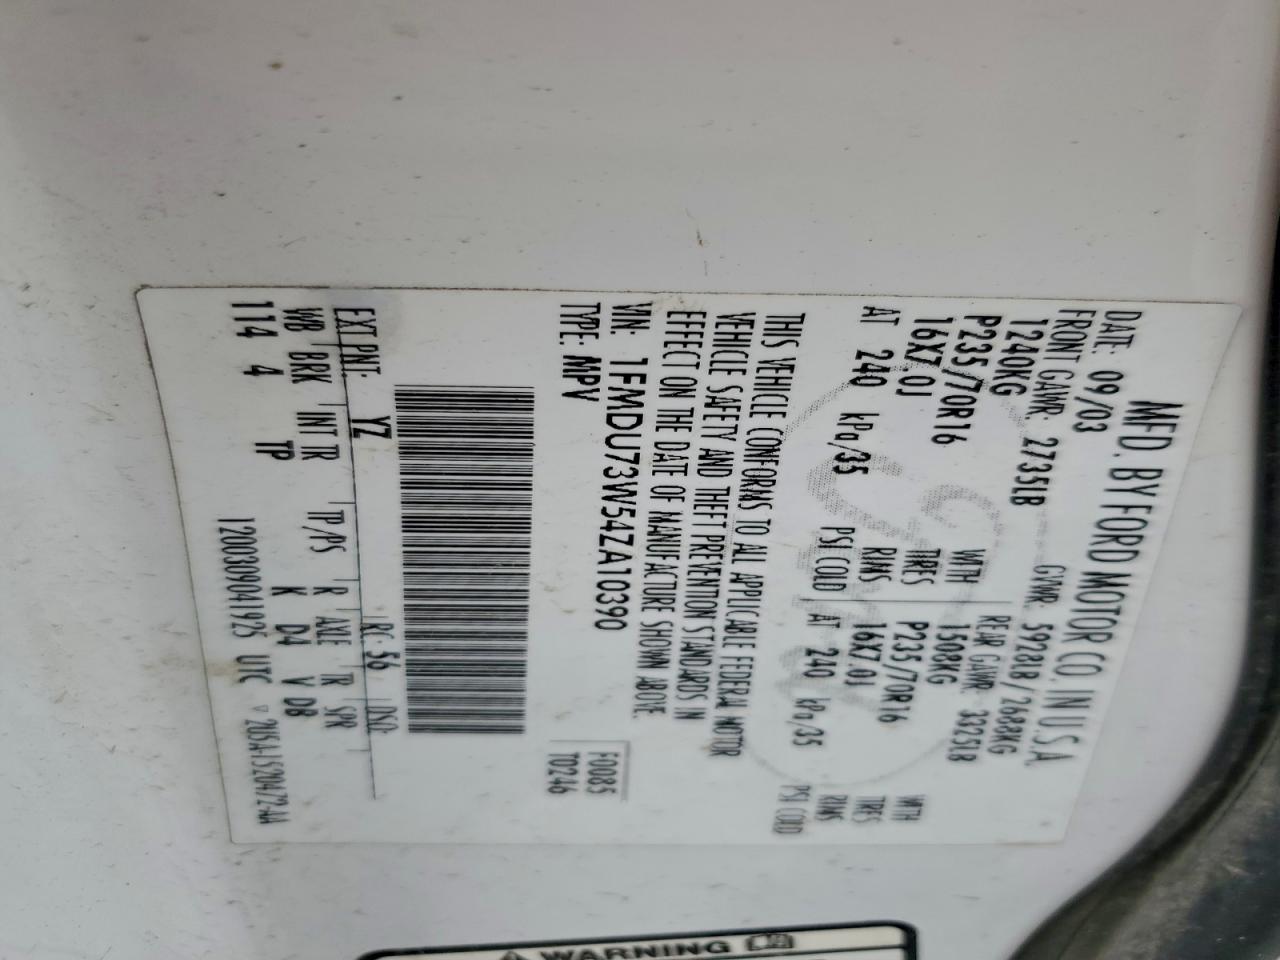 MFD. BY FORD MOTOR CO. IN U.S.A.
DATE: 09/03 GVWR: 5928LB / 2688KG
FRONT GAWR: 2735LB REAR GAWR: 3325LB
1240KG WITH 1508KG WITH
P235/70R16 TIRES P235/70R16 TIRES
16X7.0J RIMS 16X7.0J RIMS
AT 240 kPa/35 PSI COLD AT 240 kPa/35 PSI COLD
THIS VEHICLE CONFORMS TO ALL APPLICABLE FEDERAL MOTOR
VEHICLE SAFETY AND THEFT PREVENTION STANDARDS IN
EFFECT ON THE DATE OF MANUFACTURE SHOWN ABOVE.
VIN: 1FMDU73W54ZA10390
TYPE: MPV
F0085
T0246
EXT PNT: YZ RC: 56 DSO:
WB BRK INT TR TP/PS R AXLE TR SPR
114 4 TP K D4 V DB
1200309041925 UTC ▽ 20
WARNING